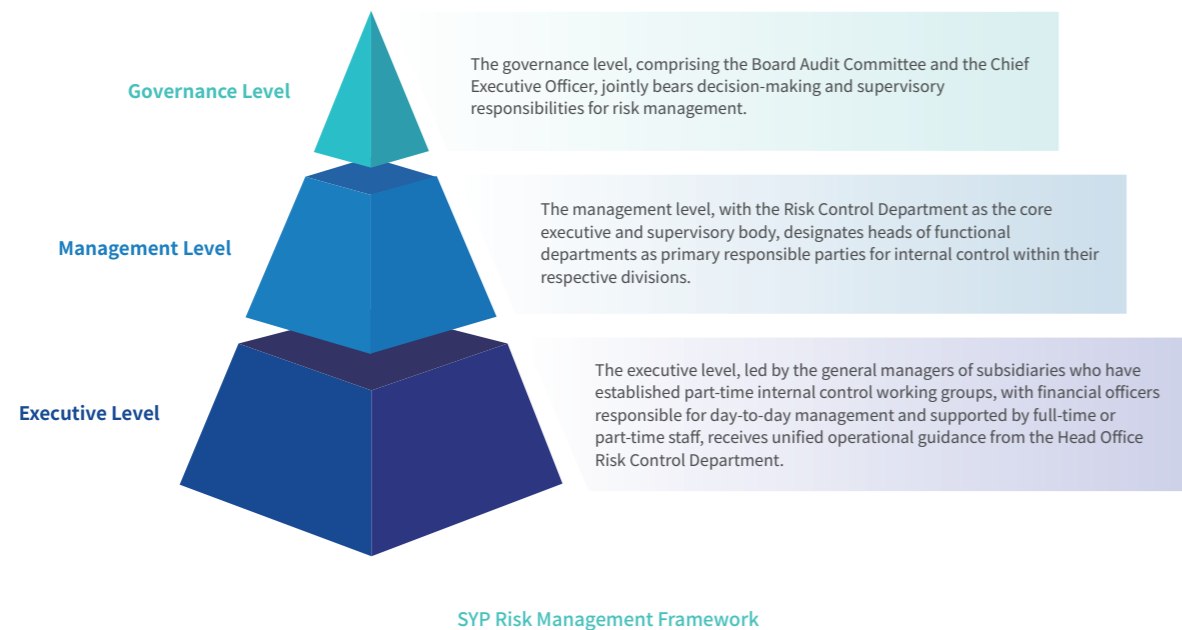 Governance Level
The governance level, comprising the Board Audit Committee and the Chief
Executive Officer, jointly bears decision-making and supervisory
responsibilities for risk management.
Management Level
The management level, with the Risk Control Department as the core
executive and supervisory body, designates heads of functional
departments as primary responsible parties for internal control within their
respective divisions.
Executive Level
The executive level, led by the general managers of subsidiaries who have
established part-time internal control working groups, with financial officers
responsible for day-to-day management and supported by full-time or
part-time staff, receives unified operational guidance from the Head Office
Risk Control Department.
SYP Risk Management Framework